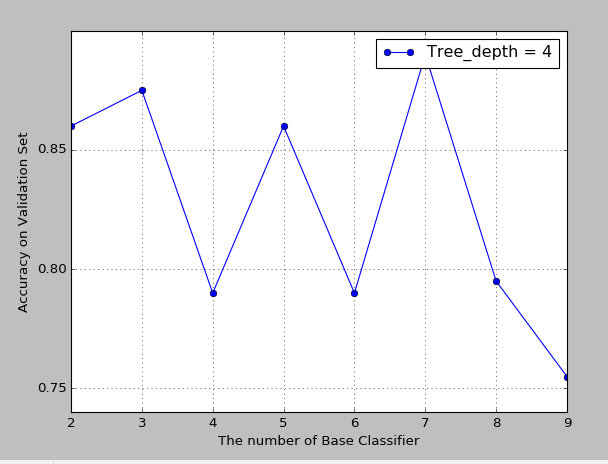 Tree_depth = 4
Accuracy on Validation Set
0.85
0.80
0.75
2 3 4 5 6 7 8 9
The number of Base Classifier